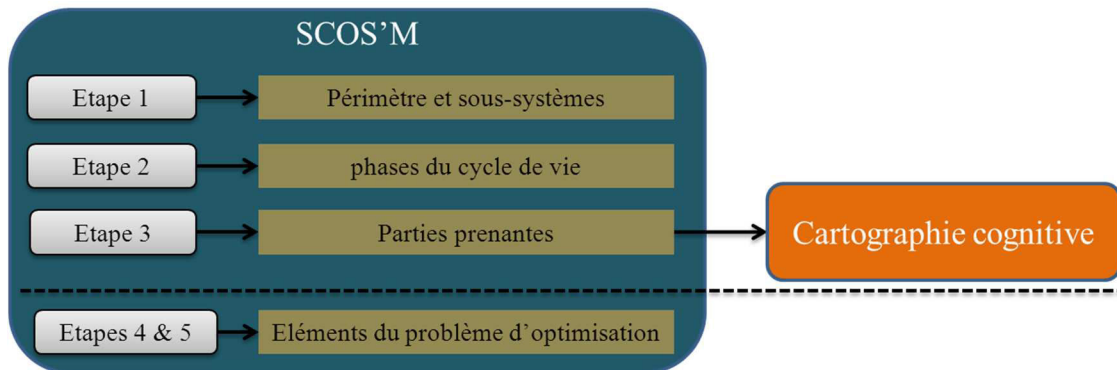 SCOS’M
Etape 1
Périmètre et sous-systèmes
Etape 2
phases du cycle de vie
Etape 3
Parties prenantes
Cartographie cognitive
Etapes 4 & 5
Eléments du problème d’optimisation